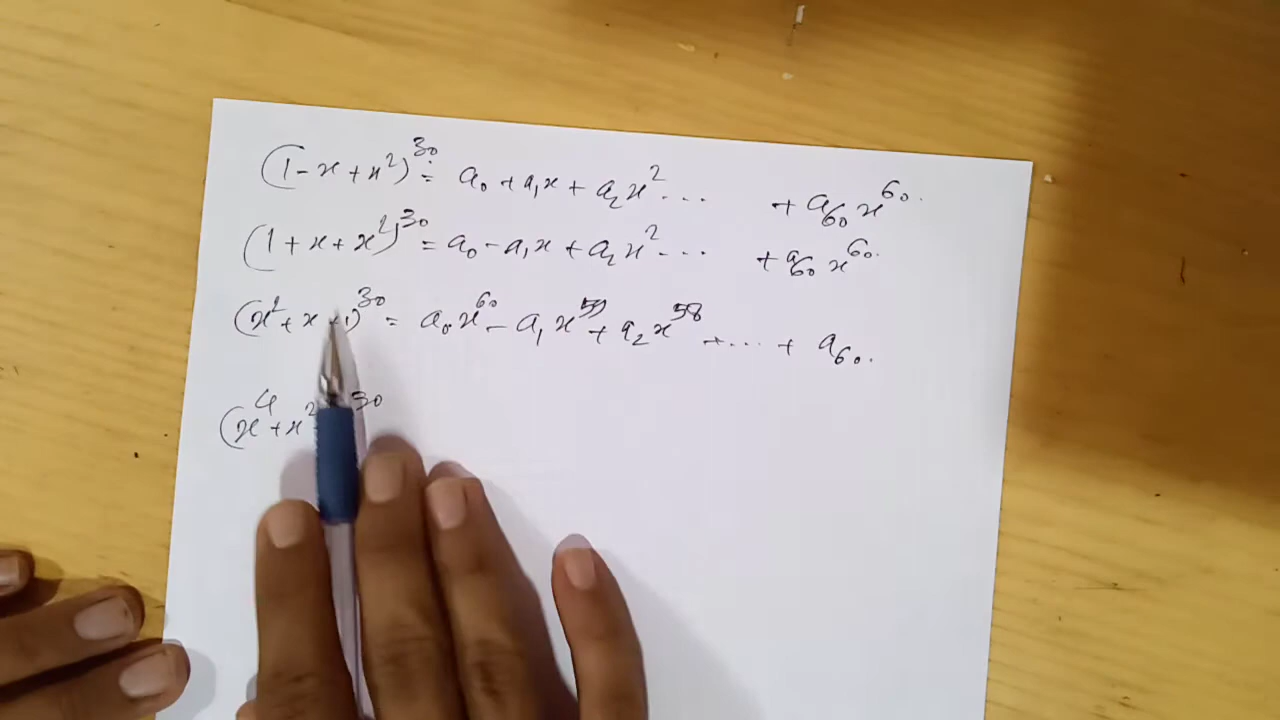 (1-x+x²)³⁰ = a₀ + a₁x + a₂x² ... + a₆₀x⁶⁰.
(1+x+x²)³⁰ = a₀ - a₁x + a₂x² ... + a₆₀x⁶⁰.
(x²+x+1)³⁰ = a₀x⁶⁰ - a₁x⁵⁹ + a₂x⁵⁸ + ... + a₆₀.
(x⁴+x² ³⁰